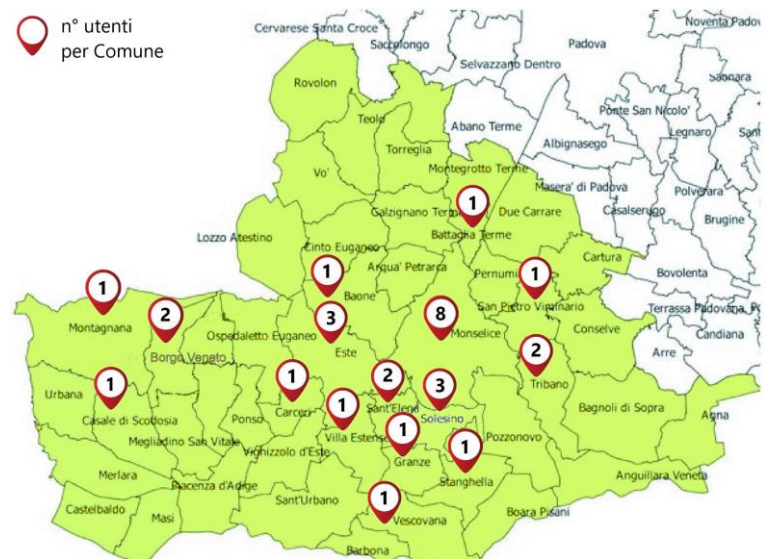 n° utenti
per Comune
Cervarese Santa Croce
Saccolongo
Padova
Selvazzano Dentro
Saonara
Rovolon
Ponte San Nicolo'
Teolo
Abano Terme
Legnaro
Albignasego
Torreglia
Vo'
Montegrotto Terme
Masera' di Padova
Polverara
1
Galzignano
Due Carrare
Casalserugo
Brugine
Lozzo Atestino
Battaglia Terme
Cinto Euganeo
Cartura
Arqua' Petrarca
1
Pernumia
1
Bovolenta
1
Baone
San Pietro Viminario
Terrassa Padovana
Montagnana
2
3
8
Monselice
Conselve
Candiana
Ospedaletto Euganeo
Este
Arre
Borgo Veneto
2
Tribano
Urbana
1
1
2
3
Casale di Scodosia
Carceri
Sant'Elena
Solesino
Bagnoli di Sopra
Agna
Ponso
1
Megliadino San Vitale
Villa Estense
1
1
Pozzonovo
Vighizzolo d'Este
Granze
Merlara
Stanghella
Anguillara Veneta
Piacenza d'Adige
Sant'Urbano
1
Castelbaldo
Masi
Vescovana
Boara Pisani
Barbona